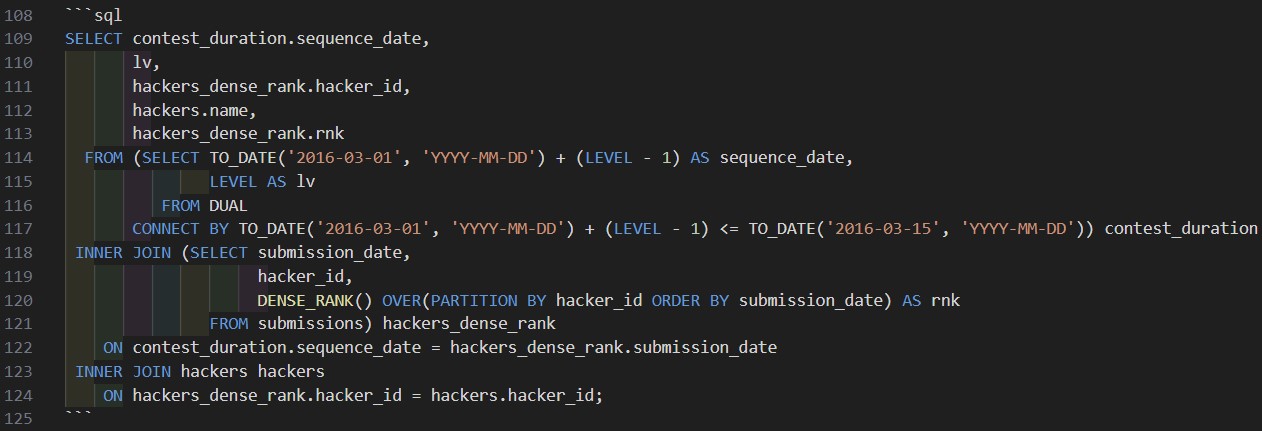 108 ```sql
109 SELECT contest_duration.sequence_date,
110 lv,
111 hackers_dense_rank.hacker_id,
112 hackers.name,
113 hackers_dense_rank.rnk
114 FROM (SELECT TO_DATE('2016-03-01', 'YYYY-MM-DD') + (LEVEL - 1) AS sequence_date,
115 LEVEL AS lv
116 FROM DUAL
117 CONNECT BY TO_DATE('2016-03-01', 'YYYY-MM-DD') + (LEVEL - 1) <= TO_DATE('2016-03-15', 'YYYY-MM-DD')) contest_duration
118 INNER JOIN (SELECT submission_date,
119 hacker_id,
120 DENSE_RANK() OVER(PARTITION BY hacker_id ORDER BY submission_date) AS rnk
121 FROM submissions) hackers_dense_rank
122 ON contest_duration.sequence_date = hackers_dense_rank.submission_date
123 INNER JOIN hackers hackers
124 ON hackers_dense_rank.hacker_id = hackers.hacker_id;
125 ```